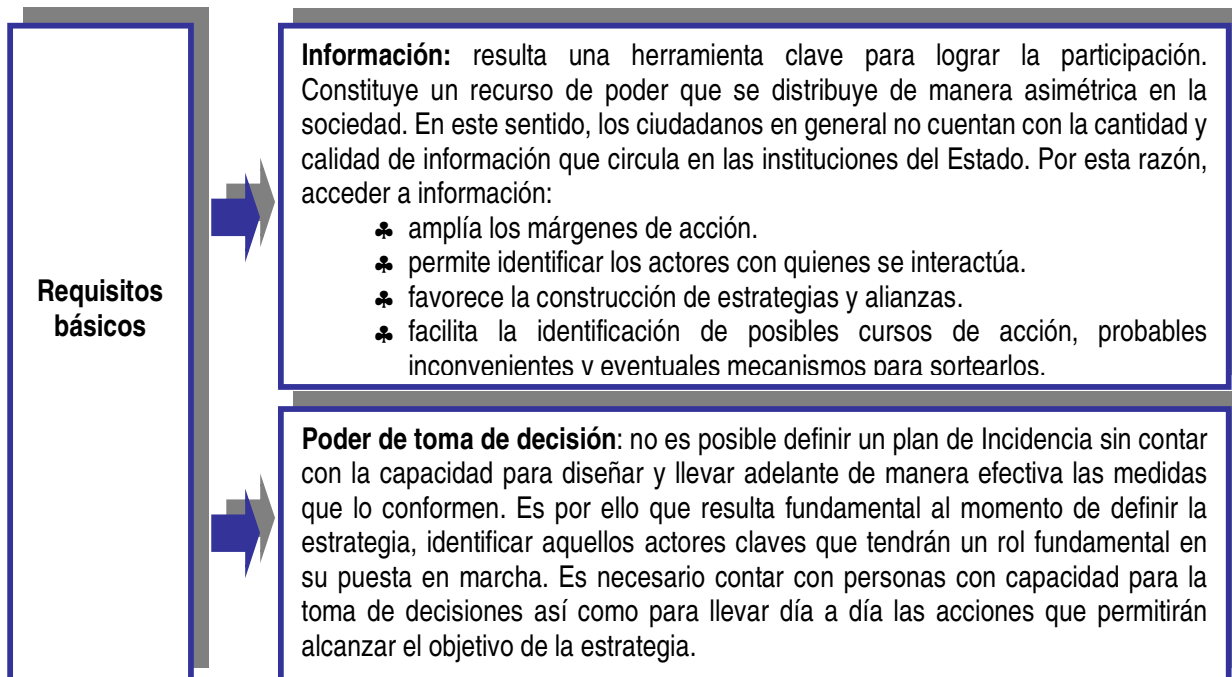 Requisitos
básicos
Información: resulta una herramienta clave para lograr la participación.
Constituye un recurso de poder que se distribuye de manera asimétrica en la
sociedad. En este sentido, los ciudadanos en general no cuentan con la cantidad y
calidad de información que circula en las instituciones del Estado. Por esta razón,
acceder a información:
♣ amplía los márgenes de acción.
♣ permite identificar los actores con quienes se interactúa.
♣ favorece la construcción de estrategias y alianzas.
♣ facilita la identificación de posibles cursos de acción, probables
inconvenientes y eventuales mecanismos para sortearlos.
Poder de toma de decisión: no es posible definir un plan de Incidencia sin contar
con la capacidad para diseñar y llevar adelante de manera efectiva las medidas
que lo conformen. Es por ello que resulta fundamental al momento de definir la
estrategia, identificar aquellos actores claves que tendrán un rol fundamental en
su puesta en marcha. Es necesario contar con personas con capacidad para la
toma de decisiones así como para llevar día a día las acciones que permitirán
alcanzar el objetivo de la estrategia.